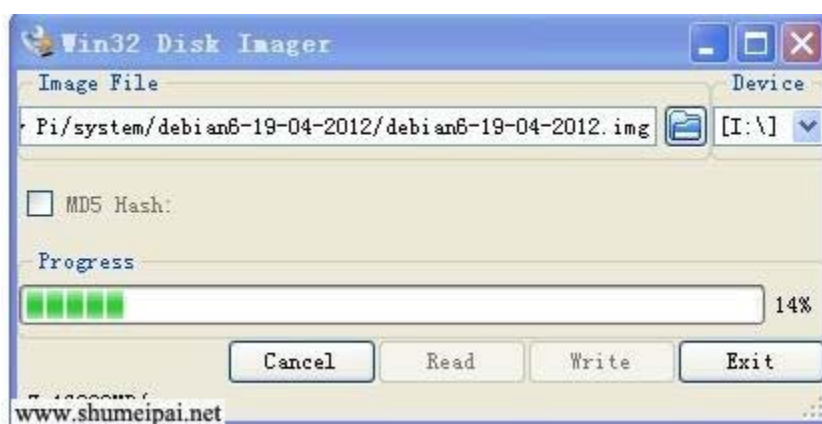 Win32 Disk Imager
Image File
Device
Pi/system/debian6-19-04-2012/debian6-19-04-2012.img
[I:\]
MD5 Hash:
Progress
14%
Cancel
Read
Write
Exit
www.shumeipai.net